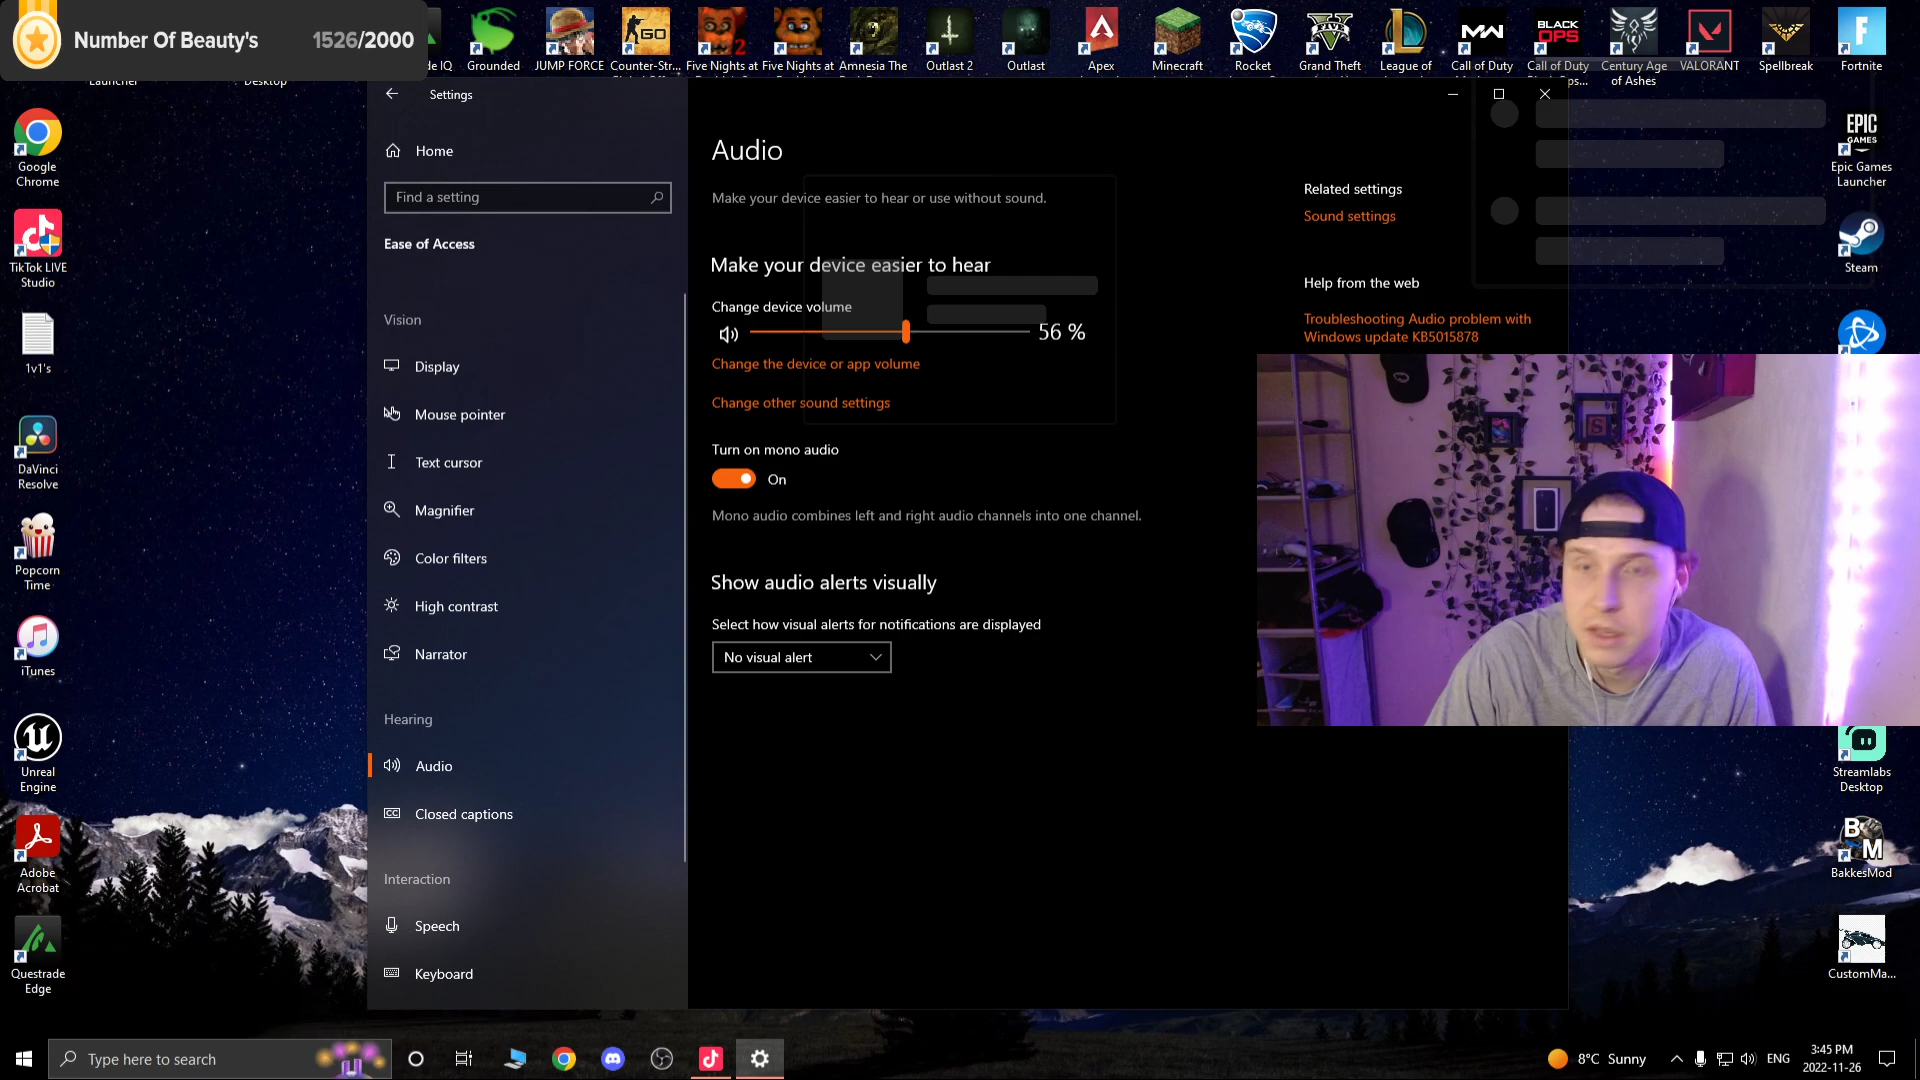 Number Of Beauty's 1526/2000
de IQ
Grounded
JUMP FORCE
Counter-Str...
Five Nights at
Five Nights at
Amnesia The
Outlast 2
Outlast
Apex
Minecraft
Rocket
Grand Theft
League of
Call of Duty
Call of Duty
Century Age
of Ashes
VALORANT
Spellbreak
Fortnite
Launcher
Desktop
Settings
Home
Find a setting
Ease of Access
Vision
Display
Mouse pointer
Text cursor
Magnifier
Color filters
High contrast
Narrator
Hearing
Audio
Closed captions
Interaction
Speech
Keyboard
Audio
Make your device easier to hear or use without sound.
Make your device easier to hear
Change device volume
56 %
Change the device or app volume
Change other sound settings
Turn on mono audio
On
Mono audio combines left and right audio channels into one channel.
Show audio alerts visually
Select how visual alerts for notifications are displayed
No visual alert
Related settings
Sound settings
Help from the web
Troubleshooting Audio problem with
Windows update KB5015878
Google
Chrome
TikTok LIVE
Studio
1v1's
DaVinci
Resolve
Popcorn
Time
iTunes
Unreal
Engine
Adobe
Acrobat
Questrade
Edge
EPIC
GAMES
Epic Games
Launcher
Steam
Streamlabs
Desktop
BakkesMod
CustomMa...
Type here to search
8°C Sunny
ENG
3:45 PM
2022-11-26